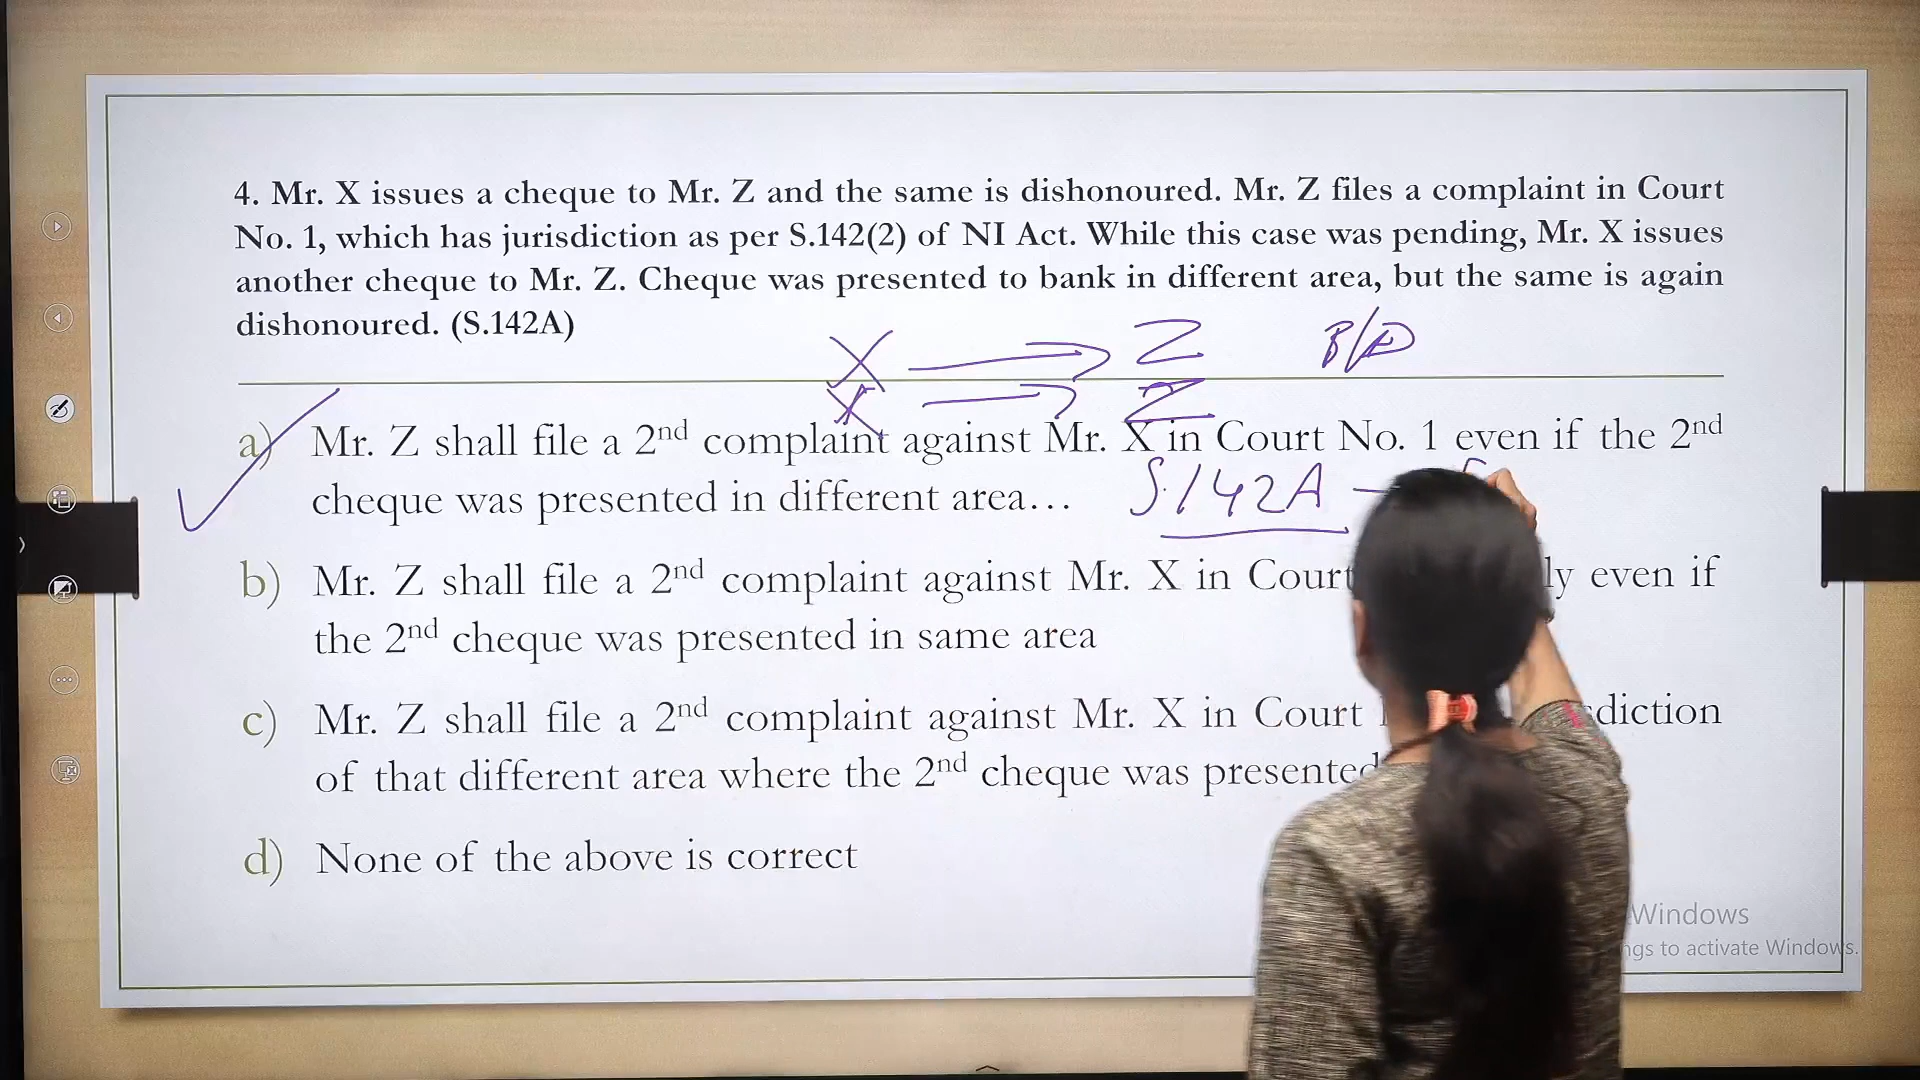 4. Mr. X issues a cheque to Mr. Z and the same is dishonoured. Mr. Z files a complaint in Court
No. 1, which has jurisdiction as per S.142(2) of NI Act. While this case was pending, Mr. X issues
another cheque to Mr. Z. Cheque was presented to bank in different area, but the same is again
dishonoured. (S.142A)
X → Z
X → Z
a) Mr. Z shall file a 2nd complaint against Mr. X in Court No. 1 even if the 2nd
cheque was presented in different area…
S.142A –
b) Mr. Z shall file a 2nd complaint against Mr. X in Court even if
the 2nd cheque was presented in same area
c) Mr. Z shall file a 2nd complaint against Mr. X in Court
of that different area where the 2nd cheque was presented
d) None of the above is correct
Windows
to activate Windows.